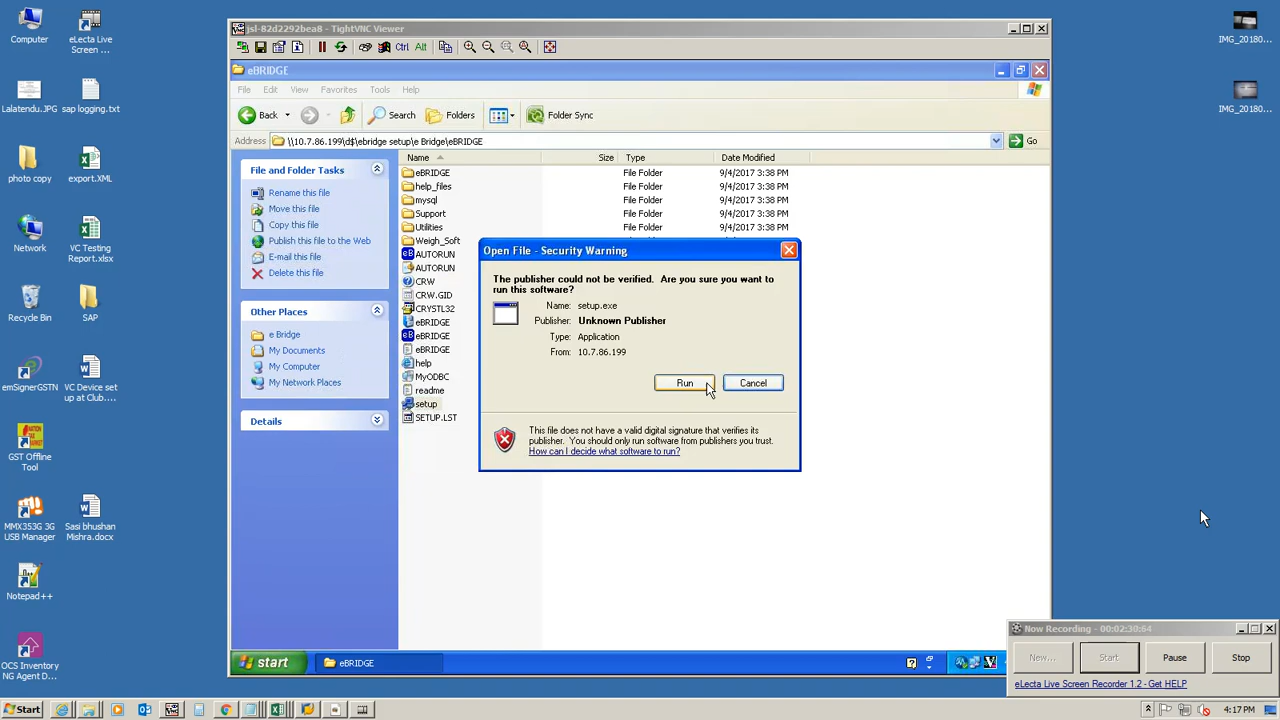 Computer
eLecta Live
Screen ...
Lalatendu.JPG
sap logging.txt
photo copy
export.XML
Network
VC Testing
Report.xlsx
Recycle Bin
SAP
emSignerGSTN
VC Device set
up at Club....
GST Offline
Tool
MMX353G 3G
USB Manager
Sasi bhushan
Mishra.docx
Notepad++
OCS Inventory
NG Agent D...
IMG_20180...
IMG_20180...
jsl-82d2292bea8 - TightVNC Viewer
Ctrl Alt
eBRIDGE
File Edit View Favorites Tools Help
Back Search Folders Folder Sync
Address \\10.7.86.199\d$\ebridge setup\e Bridge\eBRIDGE Go
File and Folder Tasks
Rename this file
Move this file
Copy this file
Publish this file to the Web
E-mail this file
Delete this file
Other Places
e Bridge
My Documents
My Computer
My Network Places
Details
Name Size Type Date Modified
eBRIDGE File Folder 9/4/2017 3:38 PM
help_files File Folder 9/4/2017 3:38 PM
mysql File Folder 9/4/2017 3:38 PM
Support File Folder 9/4/2017 3:38 PM
Utilities File Folder 9/4/2017 3:38 PM
Weigh_Soft
AUTORUN
AUTORUN
CRW
CRW.GID
CRYSTL32
eBRIDGE
eBRIDGE
eBRIDGE
help
MyODBC
readme
setup
SETUP.LST
Open File - Security Warning
The publisher could not be verified. Are you sure you want to
run this software?
Name: setup.exe
Publisher: Unknown Publisher
Type: Application
From: 10.7.86.199
Run Cancel
This file does not have a valid digital signature that verifies its
publisher. You should only run software from publishers you trust.
How can I decide what software to run?
start eBRIDGE
Now Recording - 00:02:30:64
New... Start Pause Stop
eLecta Live Screen Recorder 1.2 - Get HELP
Start 4:17 PM